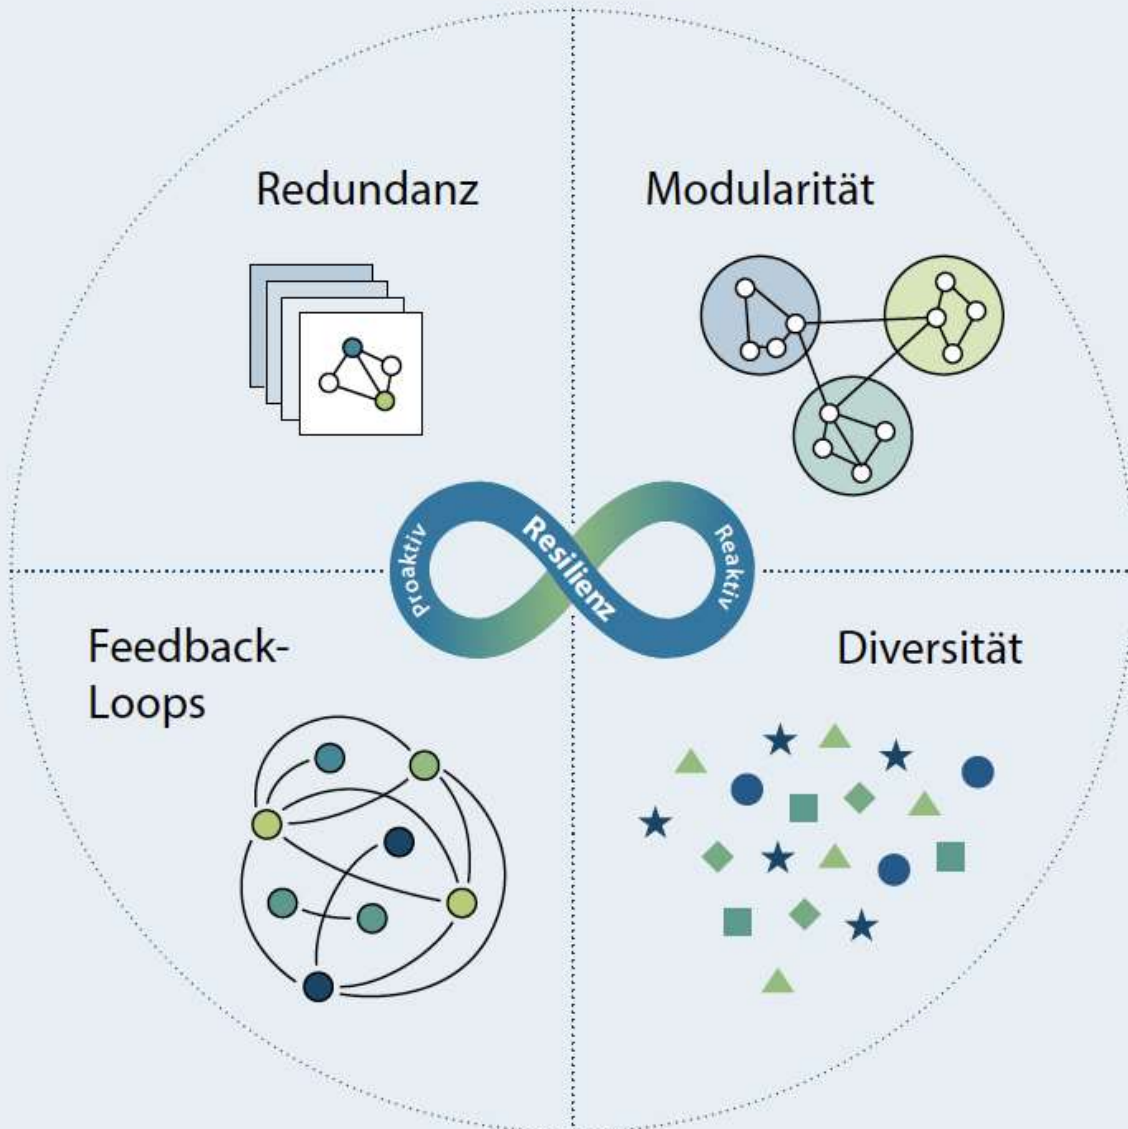 Redundanz
Modularität
Proaktiv
Resilienz
Reaktiv
Feedback-
Loops
Diversität